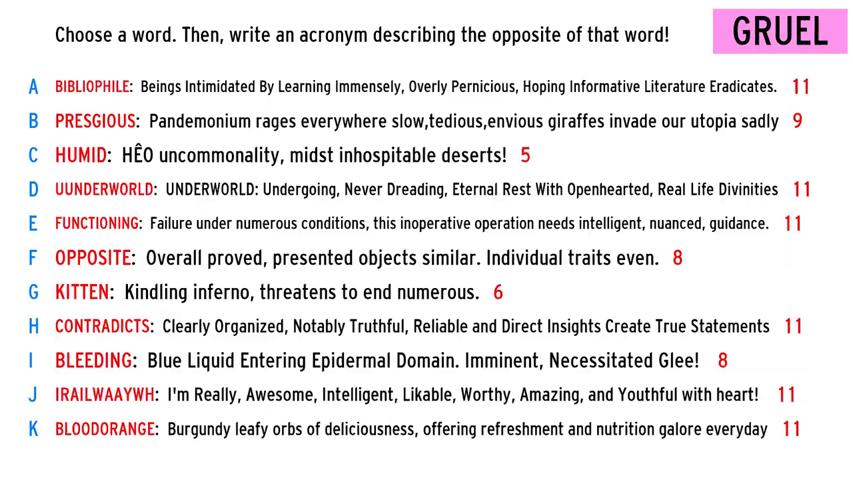 Choose a word. Then, write an acronym describing the opposite of that word!
GRUEL
A BIBLIOPHILE: Beings Intimidated By Learning Immensely, Overly Pernicious, Hoping Informative Literature Eradicates. 11
B PRESGIOUS: Pandemonium rages everywhere slow,tedious,envious giraffes invade our utopia sadly 9
C HUMID: HÊO uncommonality, midst inhospitable deserts! 5
D UUNDERWORLD: UNDERWORLD: Undergoing, Never Dreading, Eternal Rest With Openhearted, Real Life Divinities 11
E FUNCTIONING: Failure under numerous conditions, this inoperative operation needs intelligent, nuanced, guidance. 11
F OPPOSITE: Overall proved, presented objects similar. Individual traits even. 8
G KITTEN: Kindling inferno, threatens to end numerous. 6
H CONTRADICTS: Clearly Organized, Notably Truthful, Reliable and Direct Insights Create True Statements 11
I BLEEDING: Blue Liquid Entering Epidermal Domain. Imminent, Necessitated Glee! 8
J IRAILWAAYWH: I'm Really, Awesome, Intelligent, Likable, Worthy, Amazing, and Youthful with heart! 11
K BLOODORANGE: Burgundy leafy orbs of deliciousness, offering refreshment and nutrition galore everyday 11